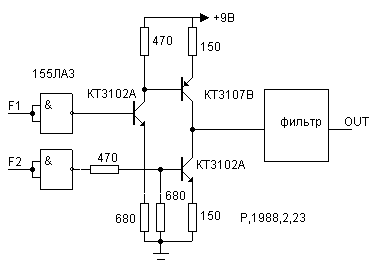 +9В
470
150
155ЛА3
КТ3102А
КТ3107В
F1
&
фильтр
OUT
F2
&
470
КТ3102А
680
680
150
Р,1988,2,23